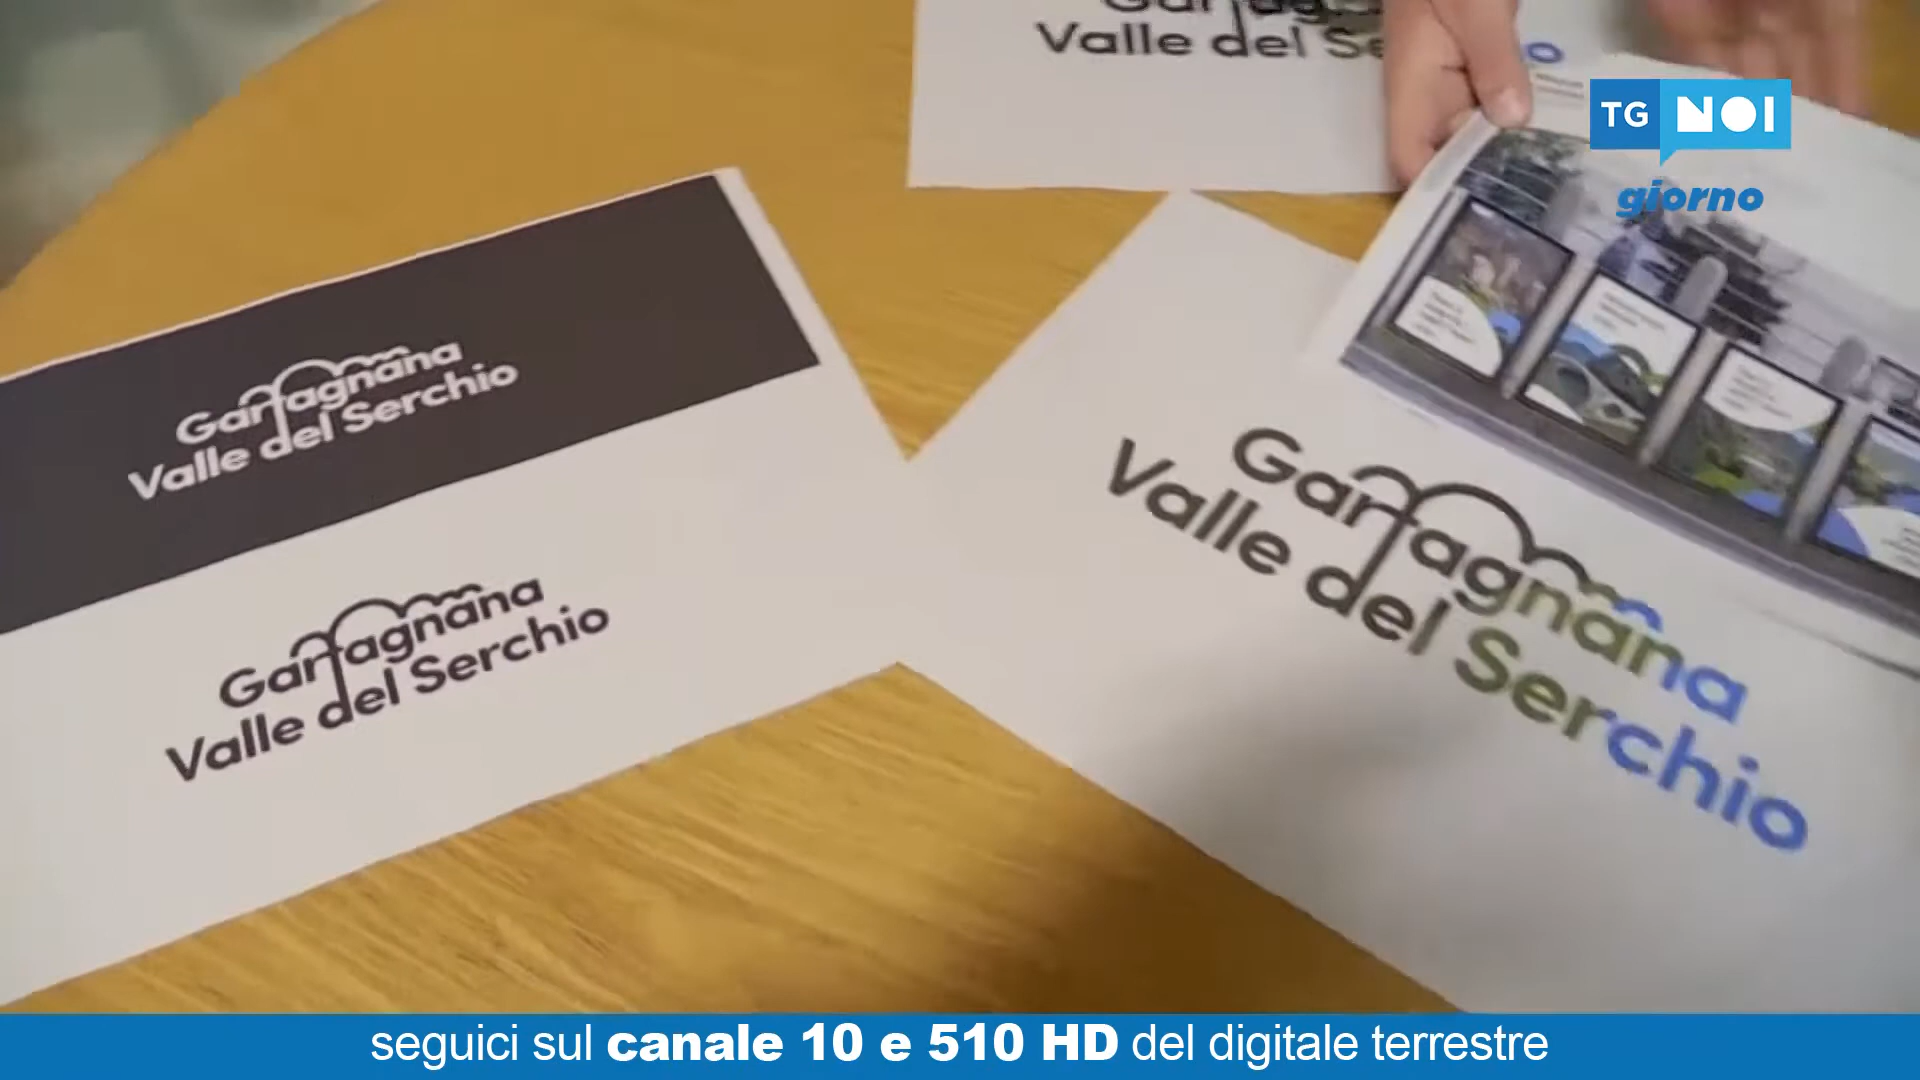 Valle del Se
TG NOI
giorno
Garfagnana
Valle del Serchio
Garfagnana
Valle del Serchio
Garfagnana
Valle del Serchio
seguici sul canale 10 e 510 HD del digitale terrestre